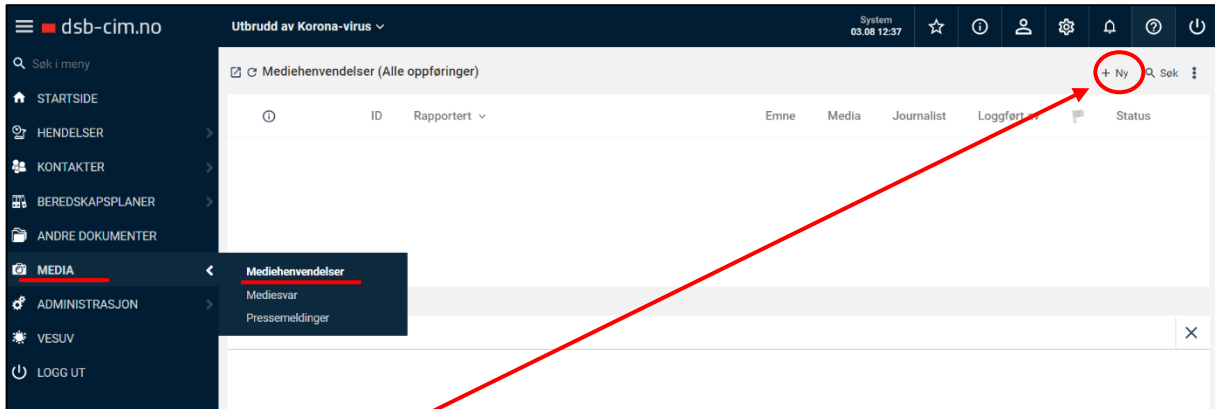 dsb-cim.no
Utbrudd av Korona-virus
System
03.08 12:37
Søk i meny
Mediehenvendelser (Alle oppføringer)
+ Ny
Søk
STARTSIDE
ID Rapportert Emne Media Journalist Loggført av Status
HENDELSER
KONTAKTER
BEREDSKAPSPLANER
ANDRE DOKUMENTER
MEDIA
Mediehenvendelser
Mediesvar
Pressemeldinger
ADMINISTRASJON
VESUV
LOGG UT